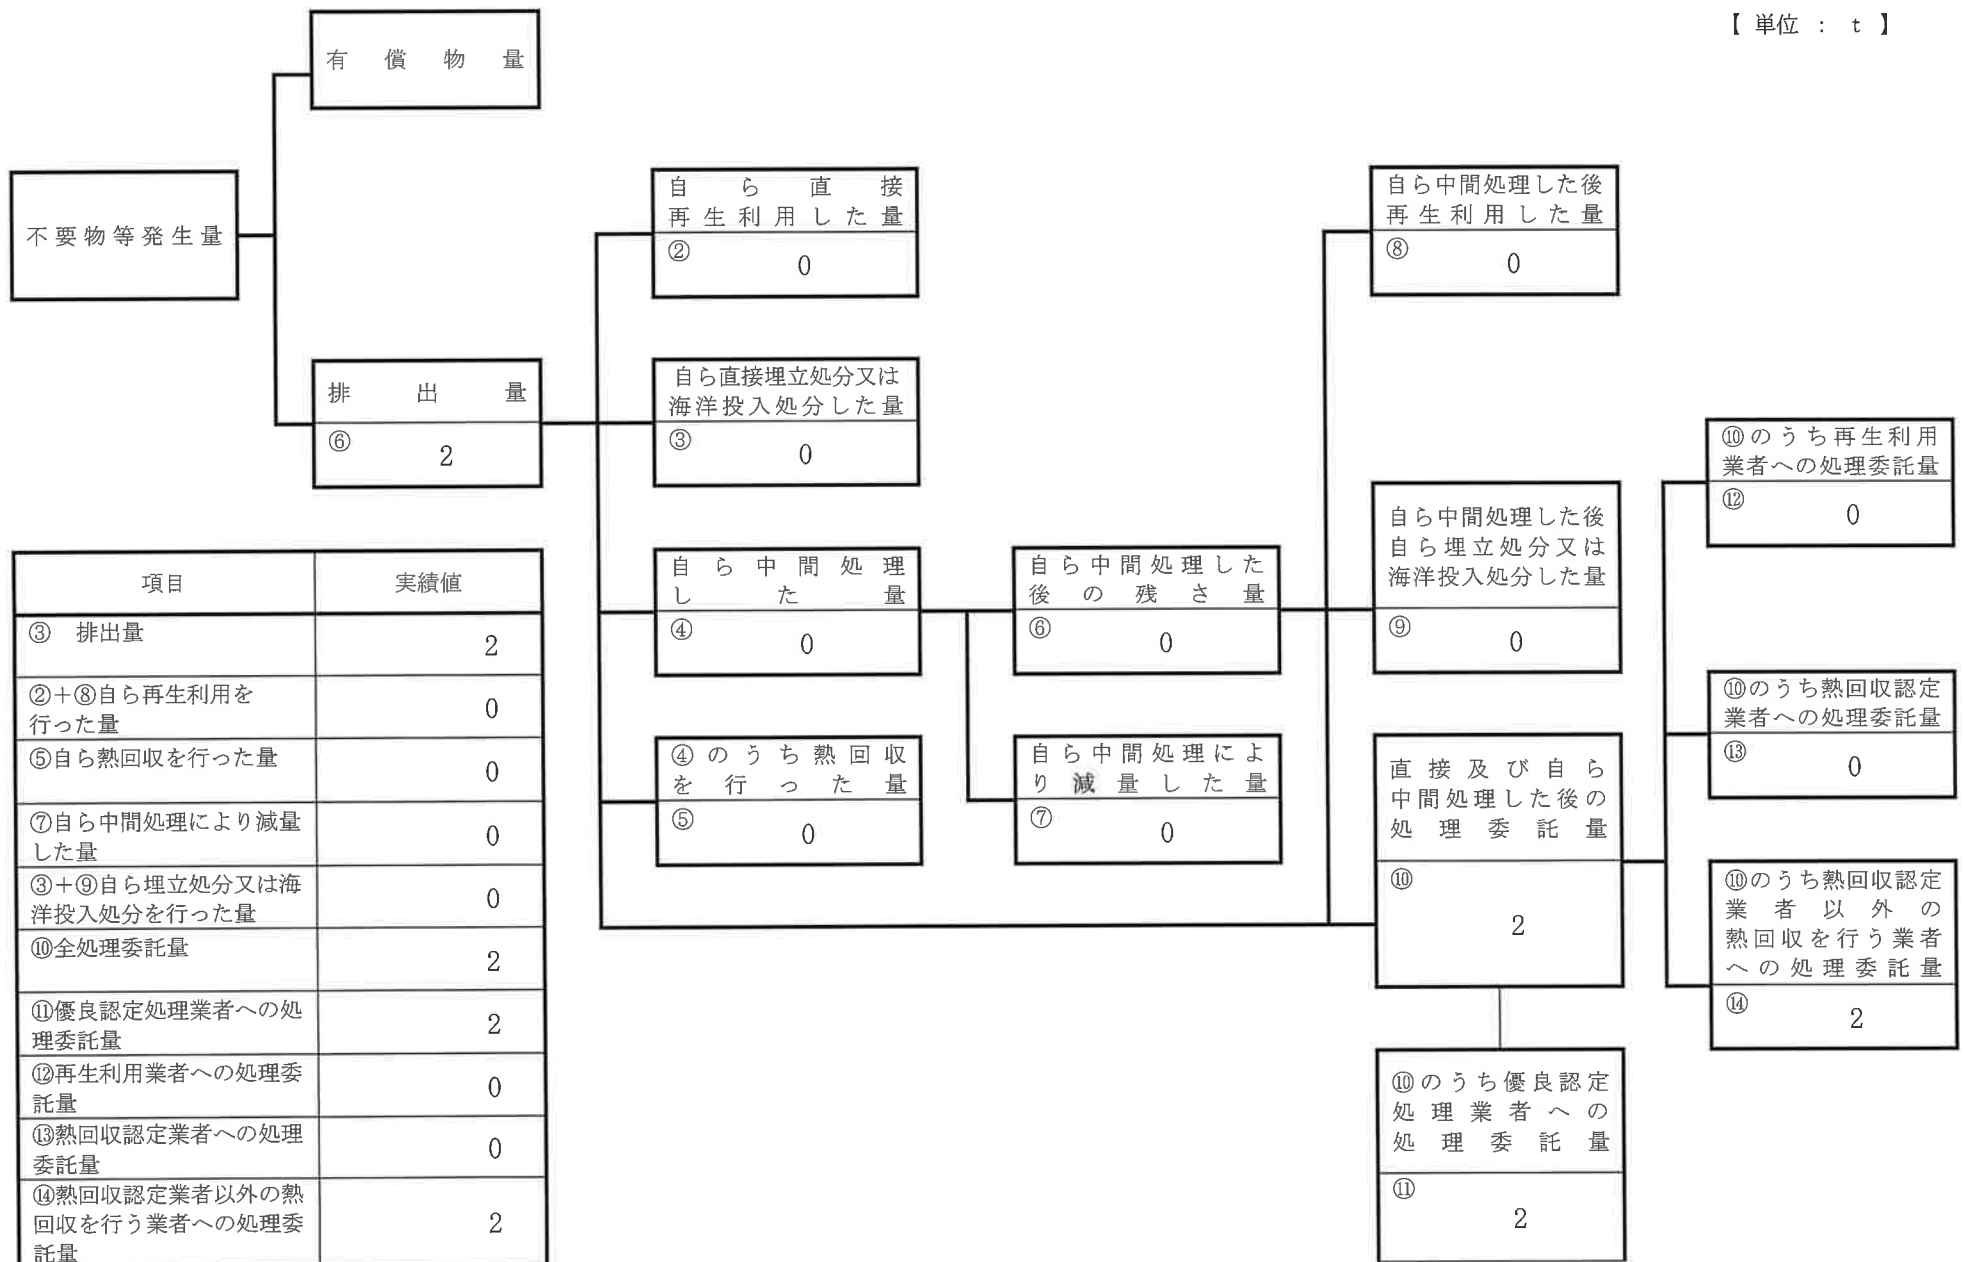 【 単位 : t 】
有償物量
不要物等発生量
排出量
⑥
2
自ら直接
再生利用した量
②
0
自ら直接埋立処分又は
海洋投入処分した量
③
0
自ら中間処理
した量
④
0
④のうち熱回収
を行った量
⑤
0
自ら中間処理した
後の残さ量
⑥
0
自ら中間処理によ
り減量した量
⑦
0
自ら中間処理した後
再生利用した量
⑧
0
自ら中間処理した後
自ら埋立処分又は
海洋投入処分した量
⑨
0
直接及び自ら
中間処理した後の
処理委託量
⑩
2
⑩のうち優良認定
処理業者への
処理委託量
⑪
2
⑩のうち再生利用
業者への処理委託量
⑫
0
⑩のうち熱回収認定
業者への処理委託量
⑬
0
⑩のうち熱回収認定
業者以外の
熱回収を行う業者
への処理委託量
⑭
2
項目 実績値
③ 排出量
2
②＋⑧自ら再生利用を
行った量
0
⑤自ら熱回収を行った量
0
⑦自ら中間処理により減量
した量
0
③＋⑨自ら埋立処分又は海
洋投入処分を行った量
0
⑩全処理委託量
2
⑪優良認定処理業者への処
理委託量
2
⑫再生利用業者への処理委
託量
0
⑬熱回収認定業者への処理
委託量
0
⑭熱回収認定業者以外の熱
回収を行う業者への処理委
託量
2